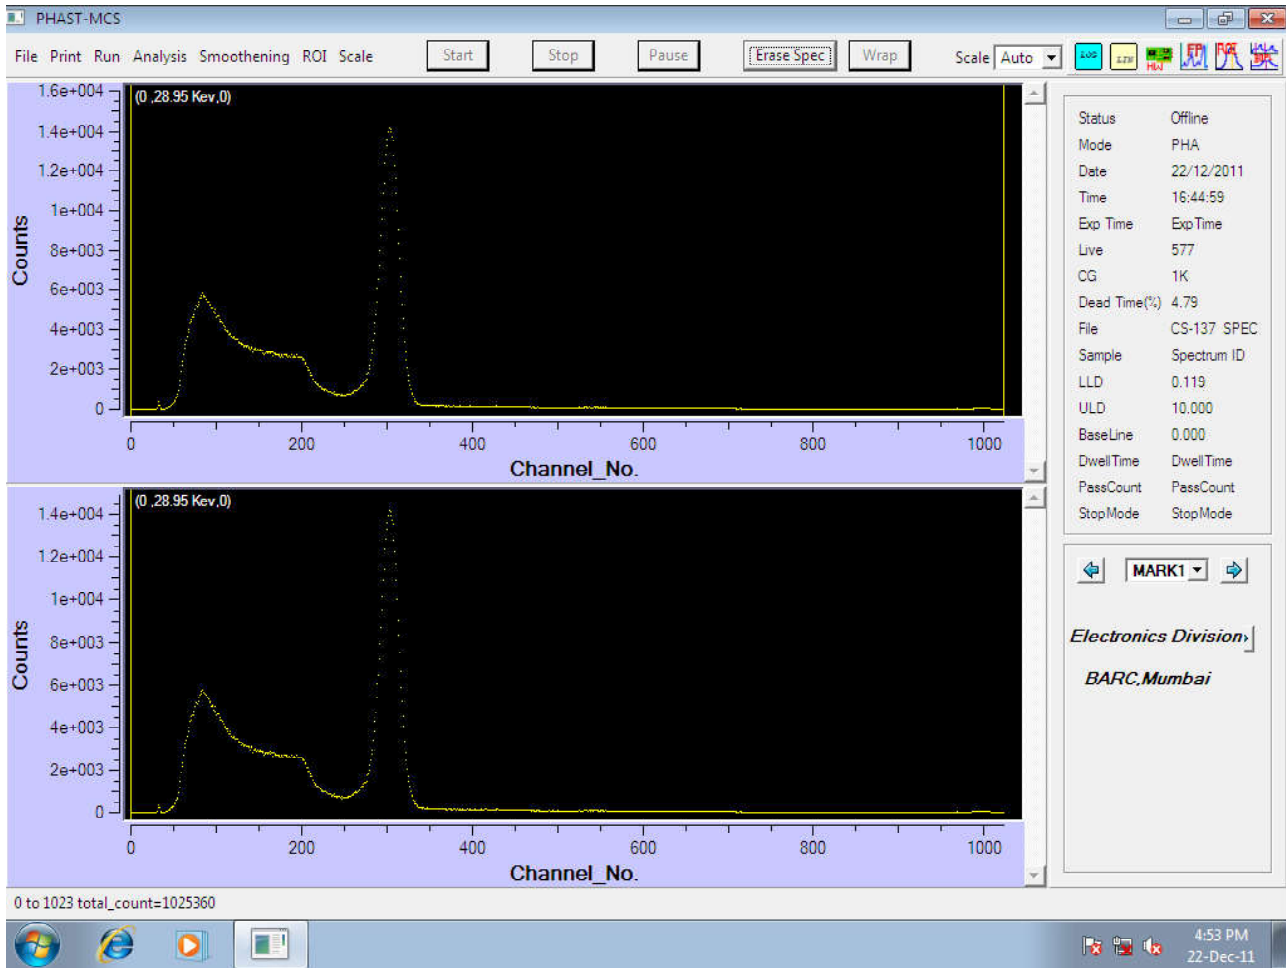 PHAST-MCS
File Print Run Analysis Smoothening ROI Scale Start Stop Pause Erase Spec Wrap Scale Auto LOG LIN HW
(0 ,28.95 Kev,0)
1.6e+004
1.4e+004
1.2e+004
1e+004
8e+003
6e+003
4e+003
2e+003
0
Counts
0 200 400 600 800 1000
Channel_No.
(0 ,28.95 Kev,0)
1.4e+004
1.2e+004
1e+004
8e+003
6e+003
4e+003
2e+003
0
Counts
0 200 400 600 800 1000
Channel_No.
Status Offline
Mode PHA
Date 22/12/2011
Time 16:44:59
Exp Time ExpTime
Live 577
CG 1K
Dead Time(%) 4.79
File CS-137 SPEC
Sample Spectrum ID
LLD 0.119
ULD 10.000
BaseLine 0.000
DwellTime DwellTime
PassCount PassCount
StopMode StopMode
MARK1
Electronics Division
BARC,Mumbai
0 to 1023 total_count=1025360
4:53 PM
22-Dec-11